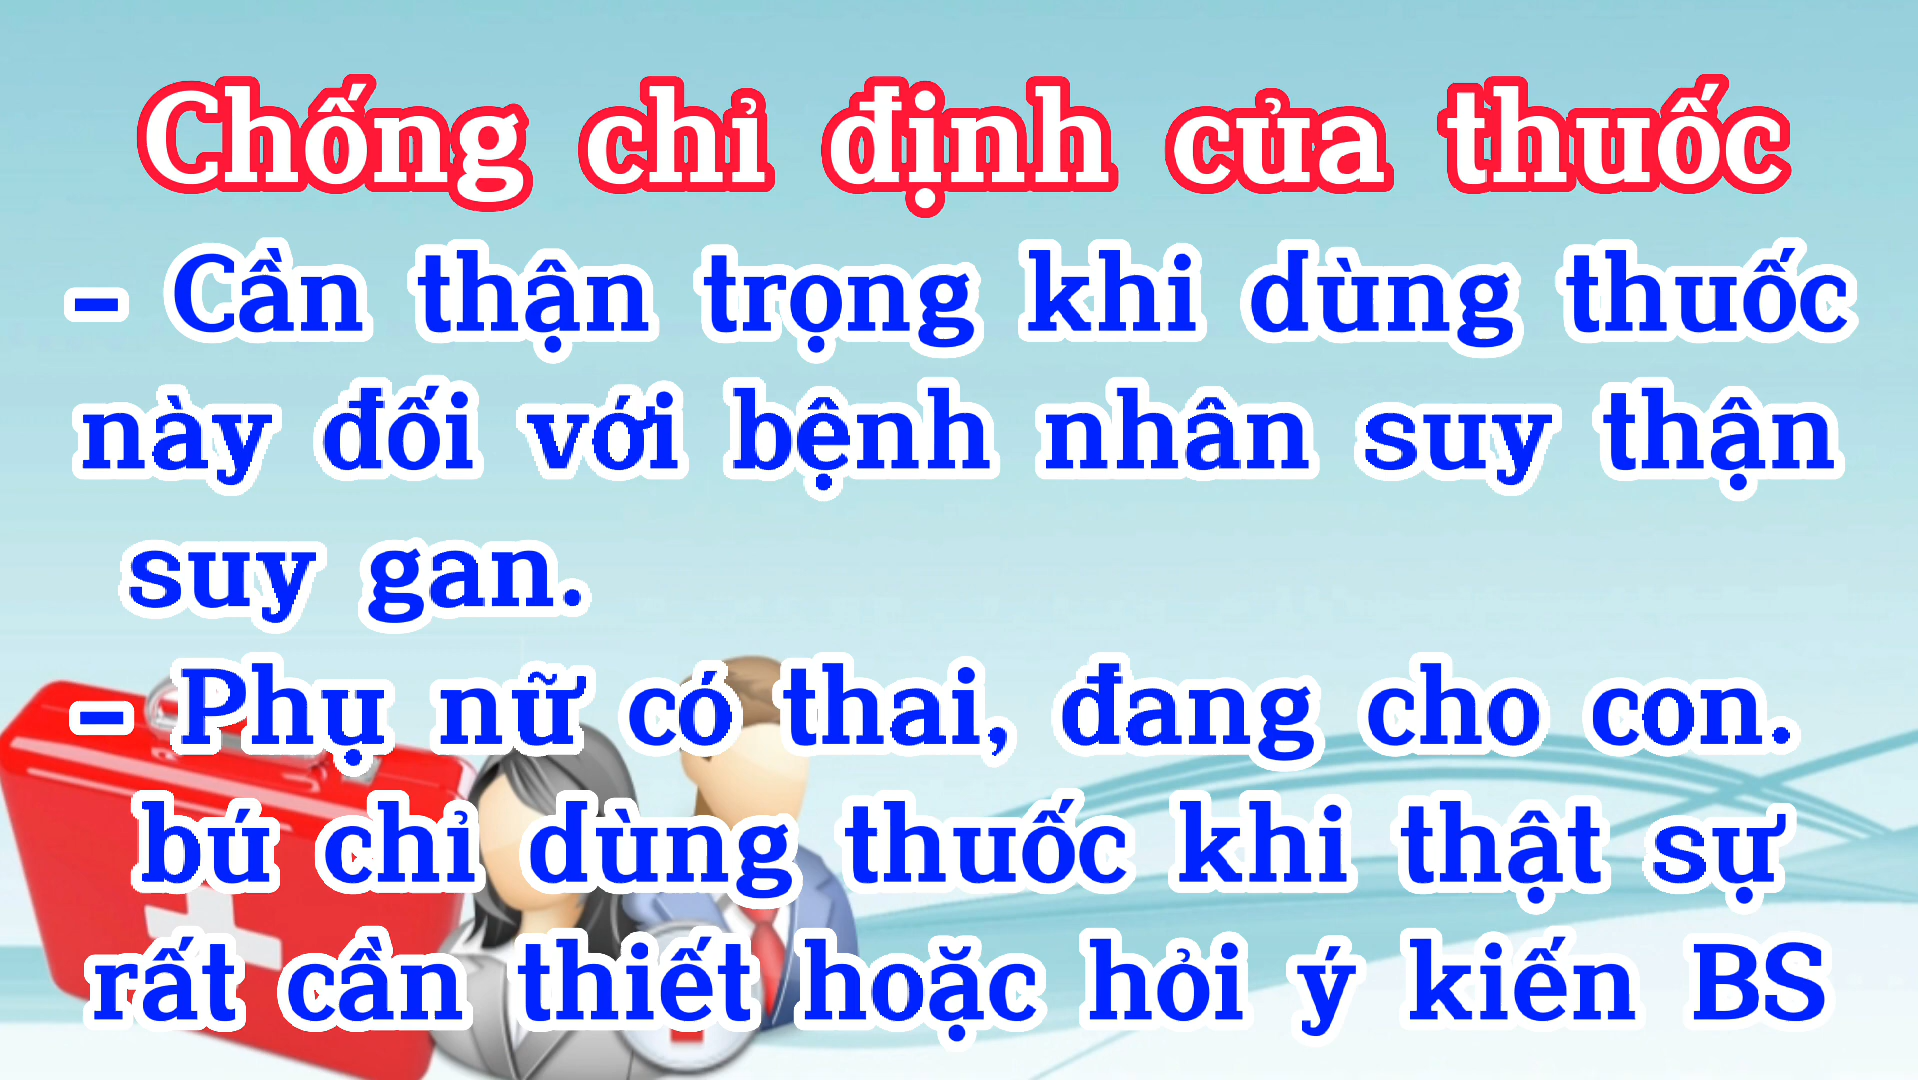 Chống chỉ định của thuốc
- Cần thận trọng khi dùng thuốc
này đối với bệnh nhân suy thận
suy gan.
- Phụ nữ có thai, đang cho con.
bú chỉ dùng thuốc khi thật sự
rất cần thiết hoặc hỏi ý kiến BS